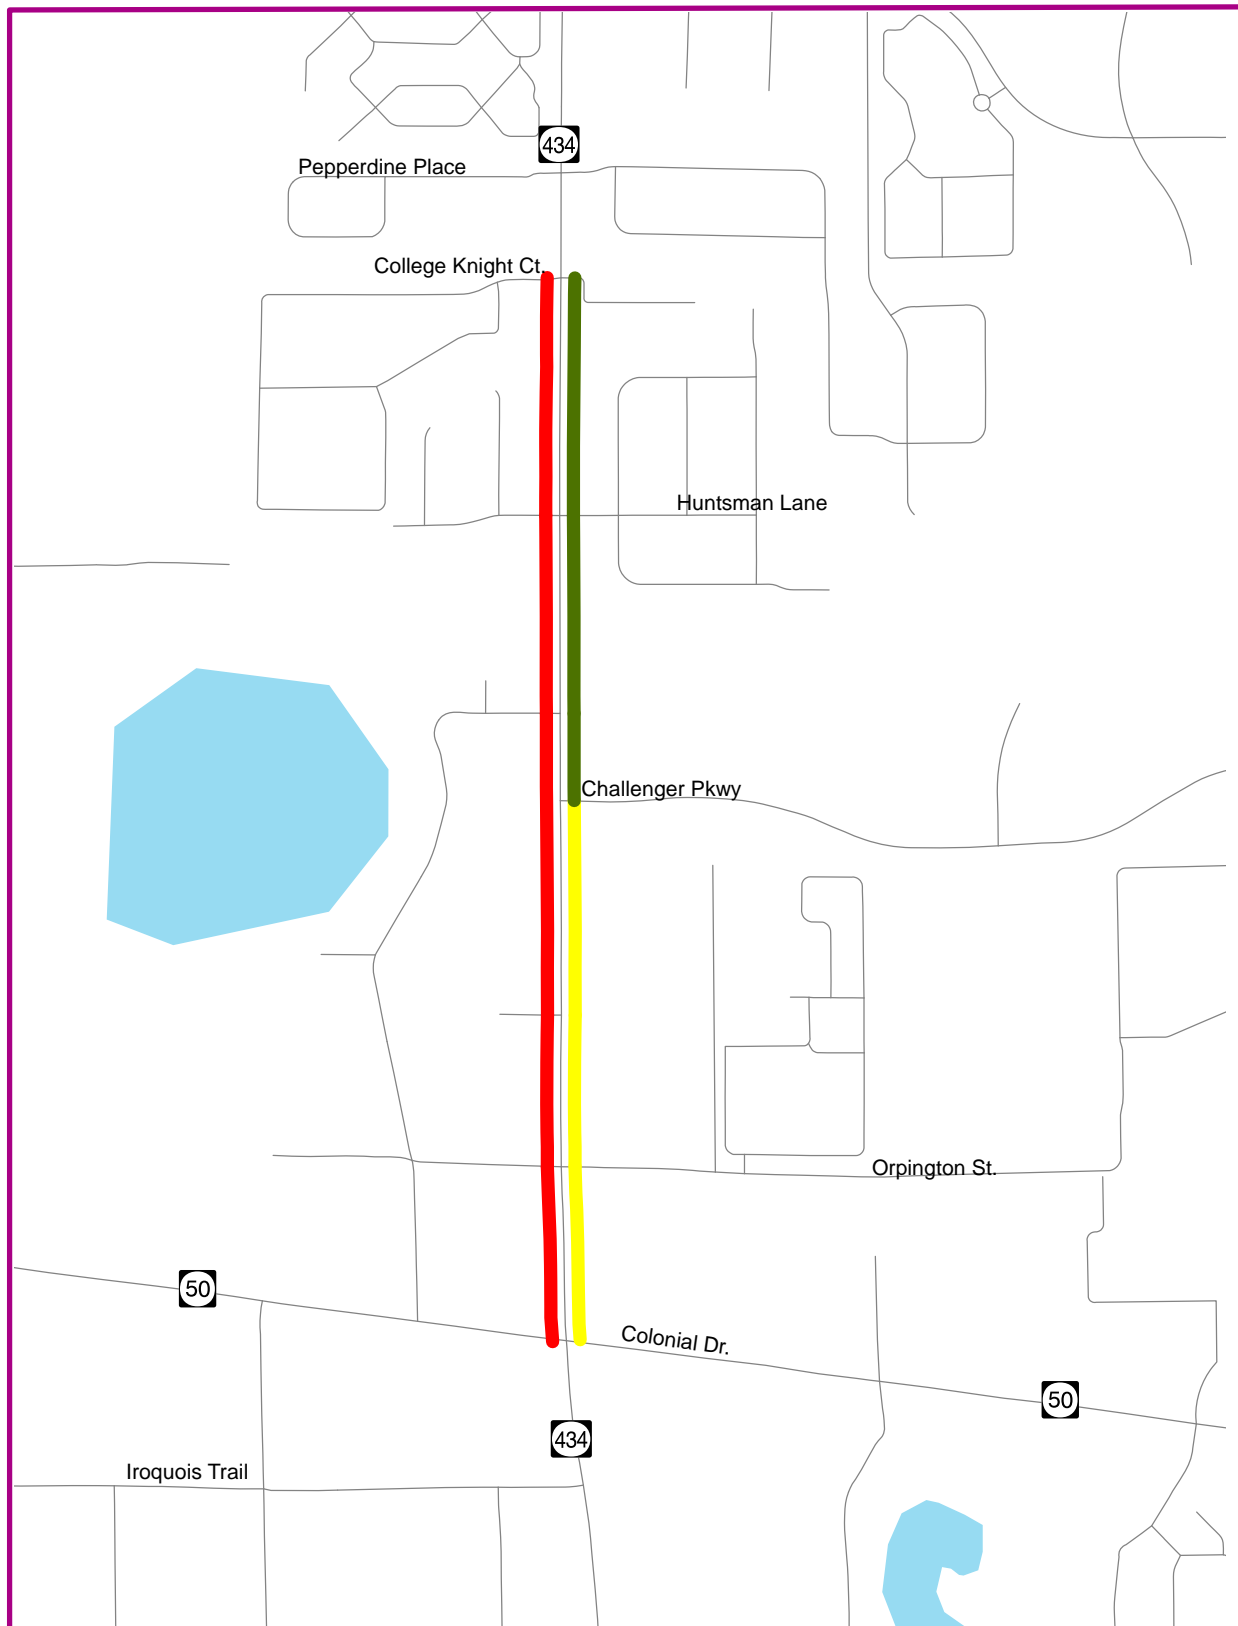 434
Pepperdine Place
College Knight Ct.
Huntsman Lane
Challenger Pkwy
Orpington St.
50
Colonial Dr.
50
434
Iroquois Trail